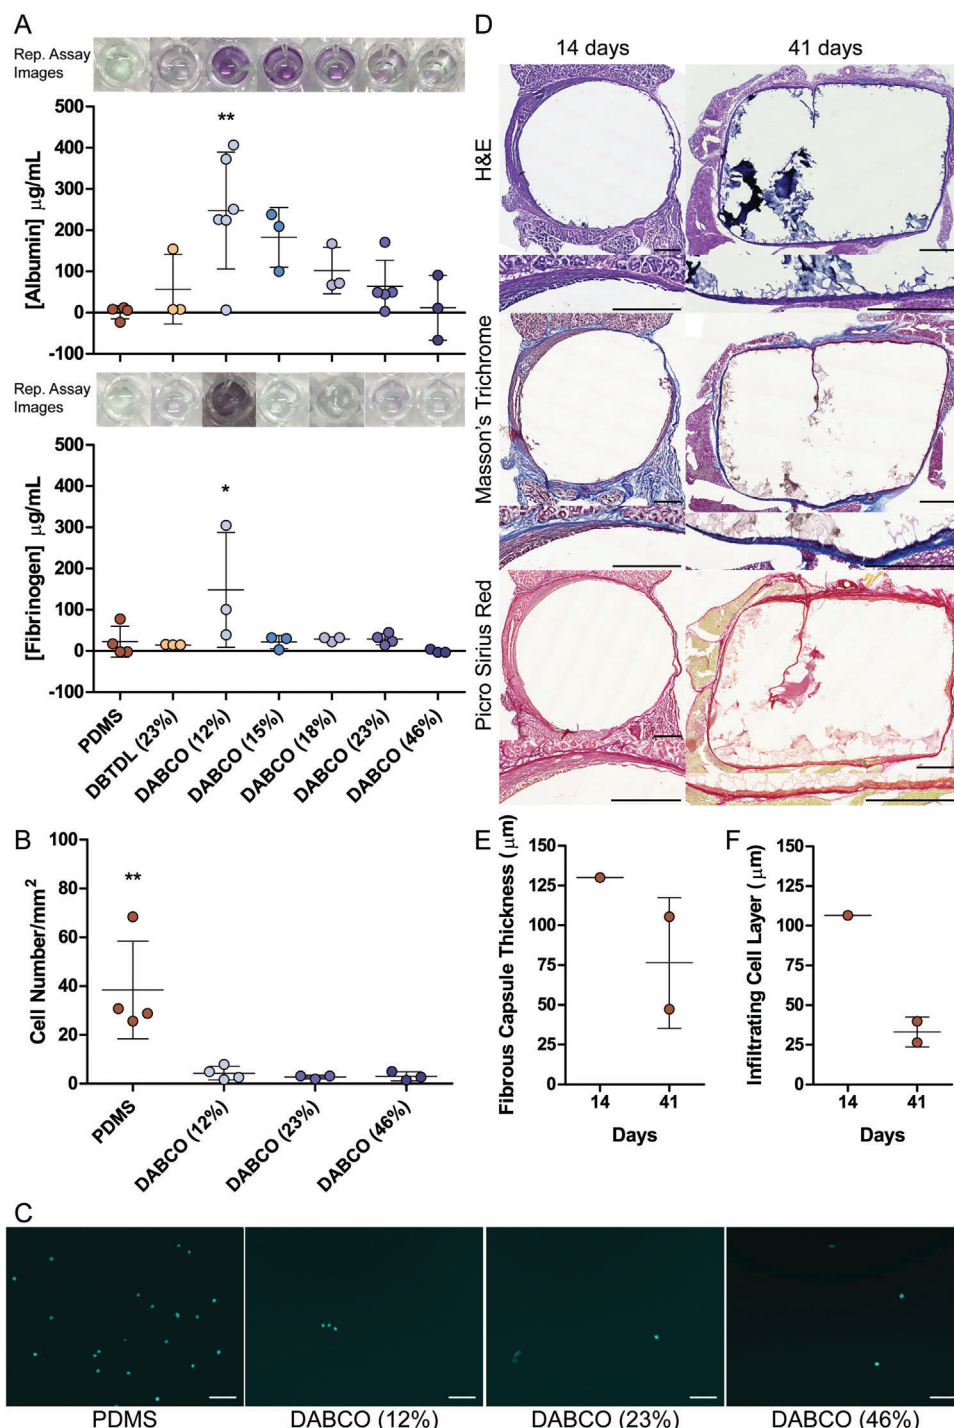 A
Rep. Assay
Images
[Albumin] μg/mL
500
400
300
200
100
0
-100
**
Rep. Assay
Images
[Fibrinogen] μg/mL
500
400
300
200
100
0
-100
*
PDMS
DBTDL (23%)
DABCO (12%)
DABCO (15%)
DABCO (18%)
DABCO (23%)
DABCO (46%)
B
Cell Number/mm²
100
80
60
40
20
0
**
PDMS
DABCO (12%)
DABCO (23%)
DABCO (46%)
C
PDMS
DABCO (12%)
DABCO (23%)
DABCO (46%)
D
14 days
41 days
H&E
Masson's Trichrome
Picro Sirius Red
E
Fibrous Capsule Thickness (μm)
150
125
100
75
50
25
0
14
41
Days
F
Infiltrating Cell Layer (μm)
150
125
100
75
50
25
0
14
41
Days